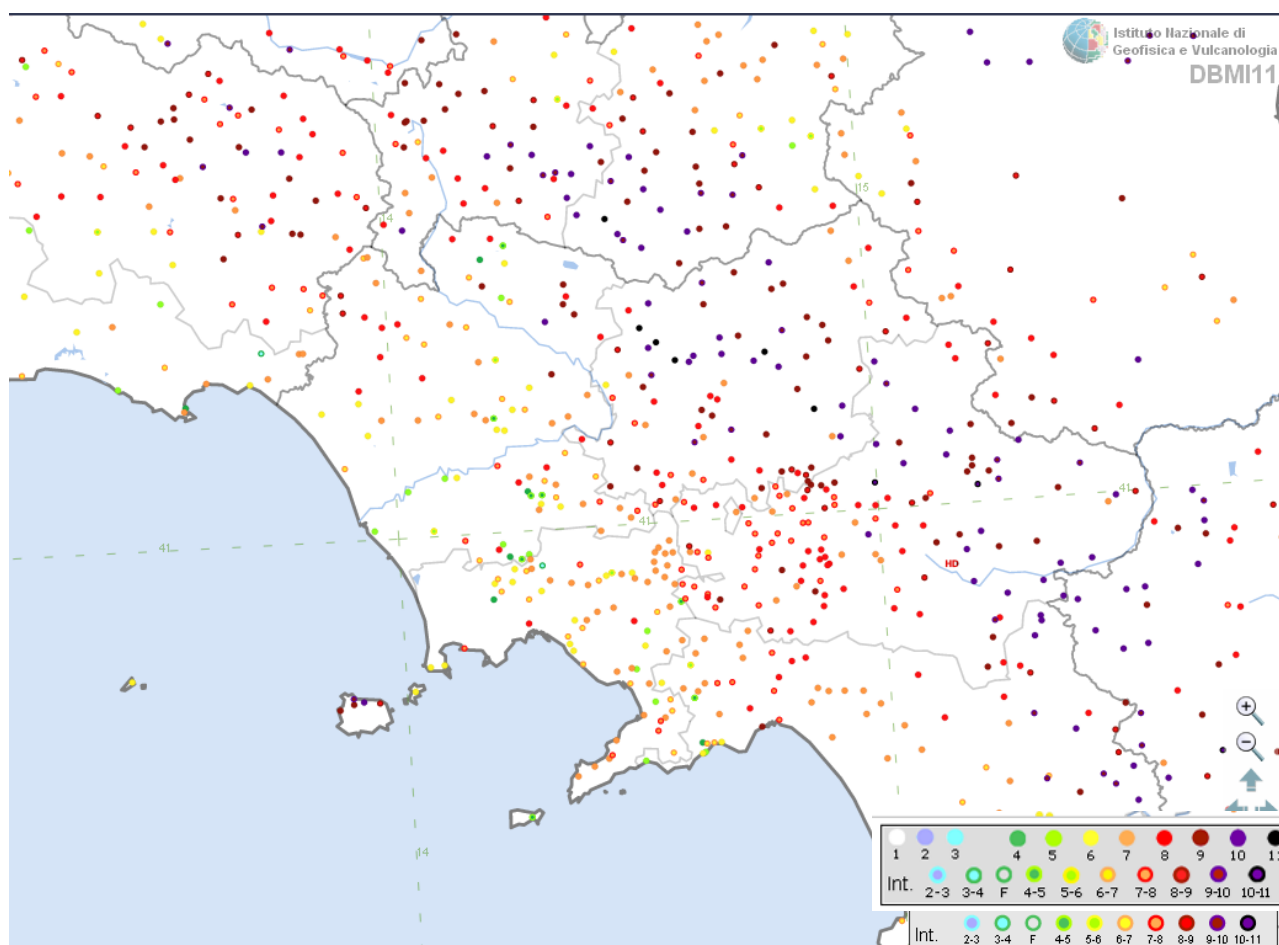 Istituto Nazionale di
Geofisica e Vulcanologia
DBMI11
14
15
41
41
HD
41
14
1 2 3 4 5 6 7 8 9 10 11
Int. 2-3 3-4 F 4-5 5-6 6-7 7-8 8-9 9-10 10-11
Int. 2-3 3-4 F 4-5 5-6 6-7 7-8 8-9 9-10 10-11